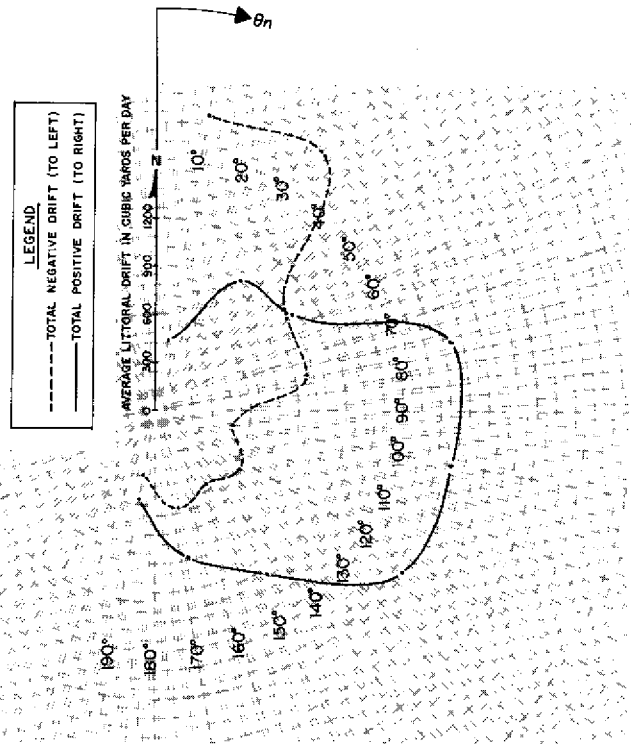 θn
LEGEND
TOTAL NEGATIVE DRIFT (TO LEFT)
TOTAL POSITIVE DRIFT (TO RIGHT)
AVERAGE LITTORAL DRIFT IN CUBIC YARDS PER DAY
N
0 300 600 900 1200
10°
20°
30°
40°
50°
60°
70°
80°
90°
100°
110°
120°
130°
140°
150°
160°
170°
180°
190°